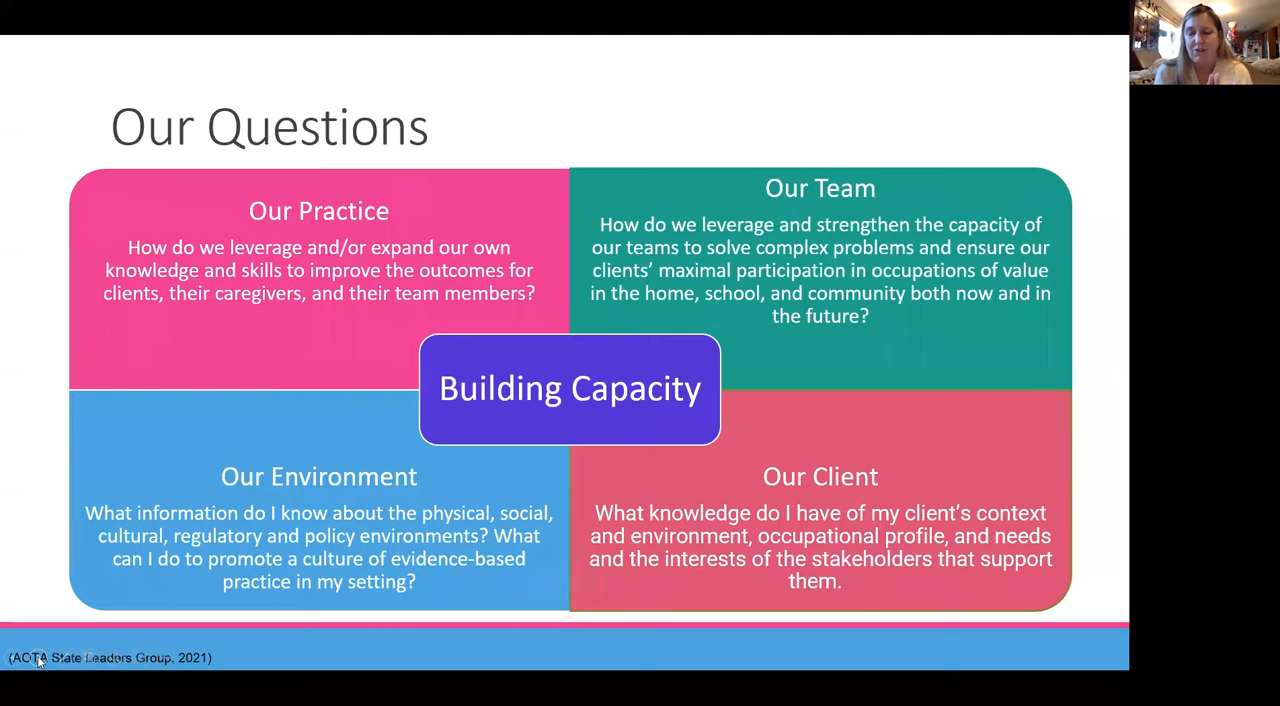 Our Questions
Our Practice
How do we leverage and/or expand our own
knowledge and skills to improve the outcomes for
clients, their caregivers, and their team members?
Our Team
How do we leverage and strengthen the capacity of
our teams to solve complex problems and ensure our
clients’ maximal participation in occupations of value
in the home, school, and community both now and in
the future?
Building Capacity
Our Environment
What information do I know about the physical, social,
cultural, regulatory and policy environments? What
can I do to promote a culture of evidence-based
practice in my setting?
Our Client
What knowledge do I have of my client’s context
and environment, occupational profile, and needs
and the interests of the stakeholders that support
them.
(AOTA State Leaders Group, 2021)